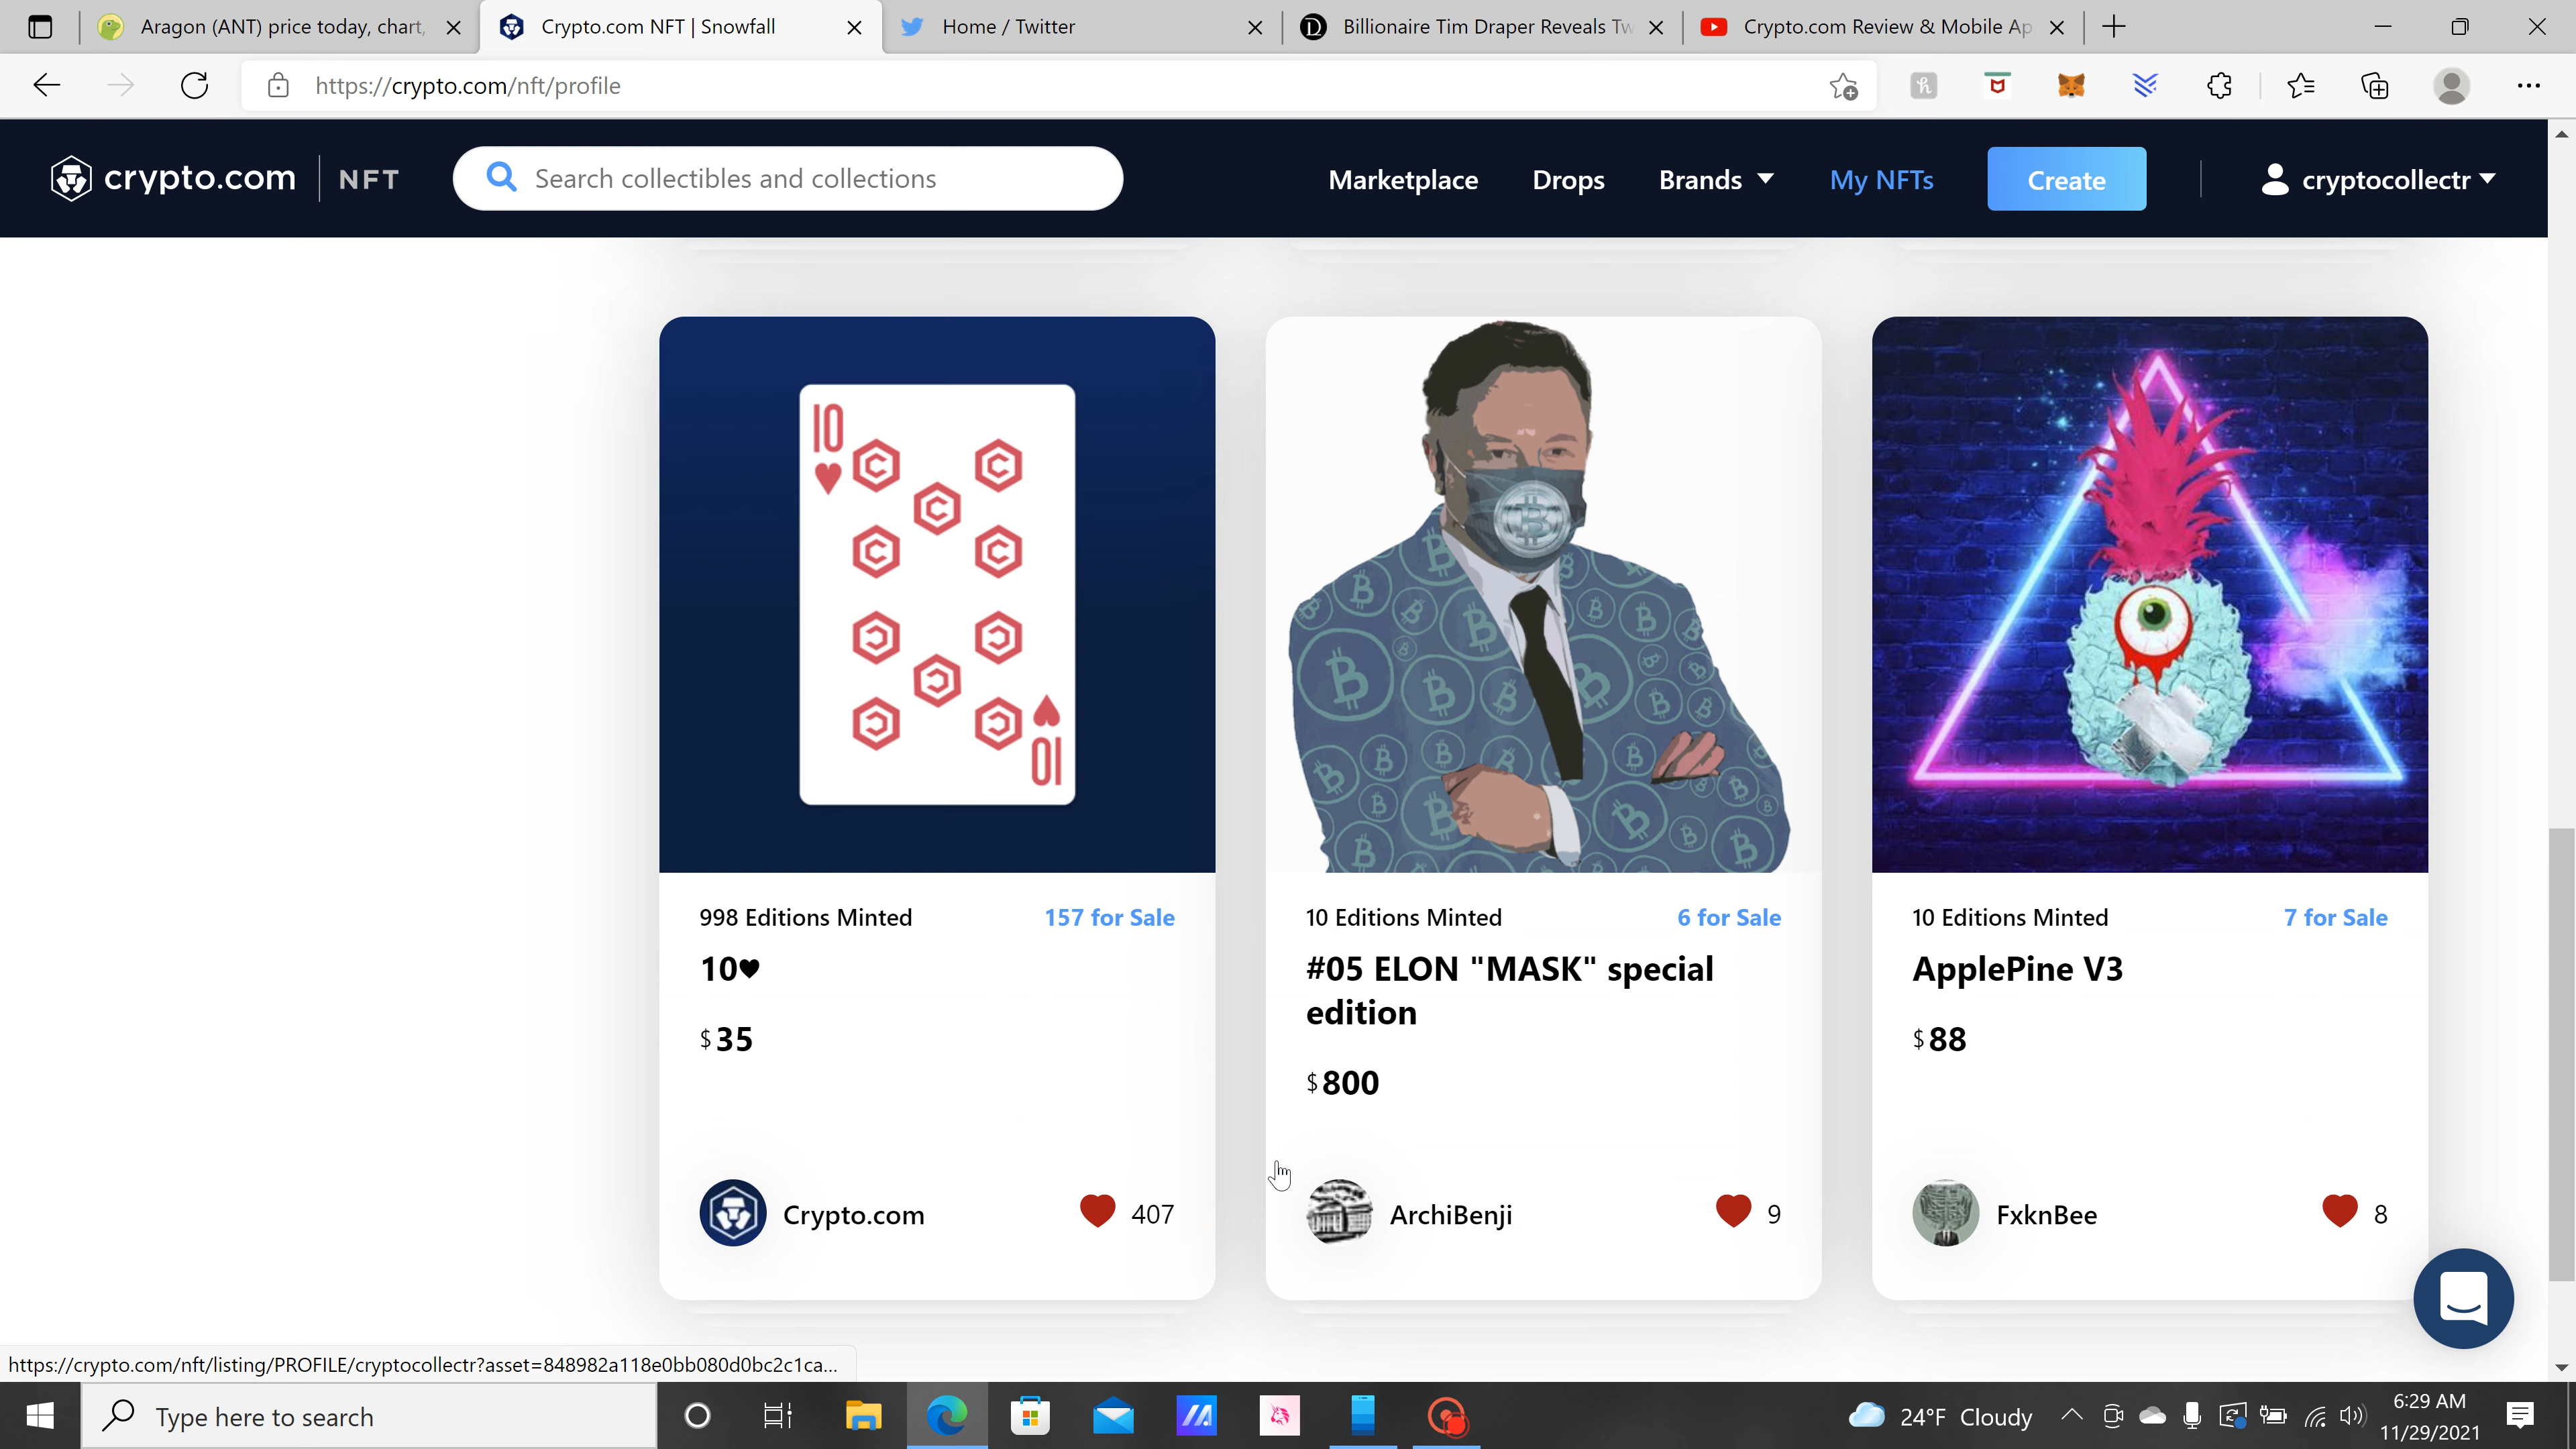 Aragon (ANT) price today, chart,
Crypto.com NFT | Snowfall
Home / Twitter
Billionaire Tim Draper Reveals Tw
Crypto.com Review & Mobile Ap
https://crypto.com/nft/profile
crypto.com | NFT
Search collectibles and collections
Marketplace
Drops
Brands
My NFTs
Create
cryptocollectr
10
10
998 Editions Minted
157 for Sale
10♥
$35
Crypto.com
407
10 Editions Minted
6 for Sale
#05 ELON "MASK" special
edition
$800
ArchiBenji
9
10 Editions Minted
7 for Sale
ApplePine V3
$88
FxknBee
8
https://crypto.com/nft/listing/PROFILE/cryptocollectr?asset=848982a118e0bb080d0bc2c1ca...
Type here to search
24°F Cloudy
6:29 AM
11/29/2021